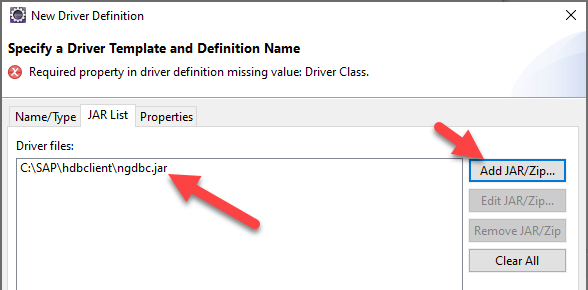 New Driver Definition
Specify a Driver Template and Definition Name
Required property in driver definition missing value: Driver Class.
Name/Type JAR List Properties
Driver files:
C:\SAP\hdbclient\ngdbc.jar
Add JAR/Zip...
Edit JAR/Zip...
Remove JAR/Zip
Clear All